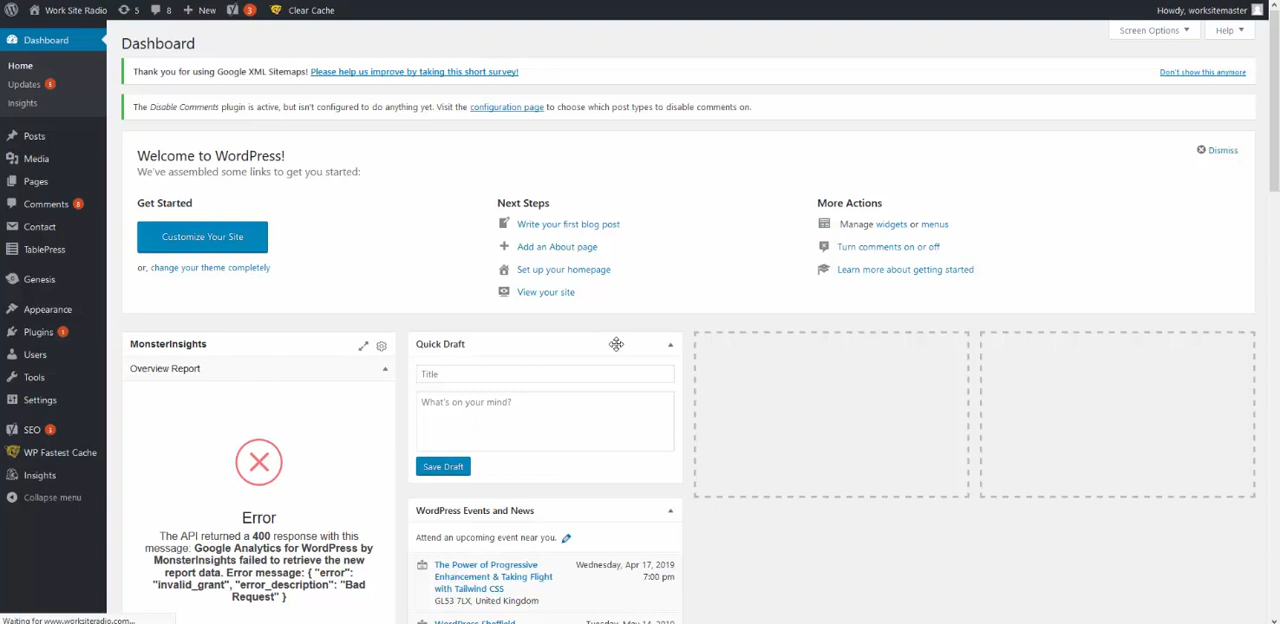 Work Site Radio 5 8 New 3 Clear Cache Howdy, worksitemaster
Dashboard
Home
Updates 5
Insights
Posts
Media
Pages
Comments 8
Contact
TablePress
Genesis
Appearance
Plugins 1
Users
Tools
Settings
SEO 3
WP Fastest Cache
Insights
Collapse menu
Screen Options Help
Dashboard
Thank you for using Google XML Sitemaps! Please help us improve by taking this short survey! Don't show this anymore
The Disable Comments plugin is active, but isn't configured to do anything yet. Visit the configuration page to choose which post types to disable comments on.
Welcome to WordPress!
We've assembled some links to get you started:
Dismiss
Get Started
Customize Your Site
or, change your theme completely
Next Steps
Write your first blog post
Add an About page
Set up your homepage
View your site
More Actions
Manage widgets or menus
Turn comments on or off
Learn more about getting started
MonsterInsights
Overview Report
Error
The API returned a 400 response with this
message: Google Analytics for WordPress by
MonsterInsights failed to retrieve the new
report data. Error message: { "error":
"invalid_grant", "error_description": "Bad
Request" }
Quick Draft
Title
What's on your mind?
Save Draft
WordPress Events and News
Attend an upcoming event near you.
The Power of Progressive Wednesday, Apr 17, 2019
Enhancement & Taking Flight 7:00 pm
with Tailwind CSS
GL53 7LX, United Kingdom
WordPress Sheffield Tuesday, May 14, 2019
Waiting for www.worksiteradio.com...